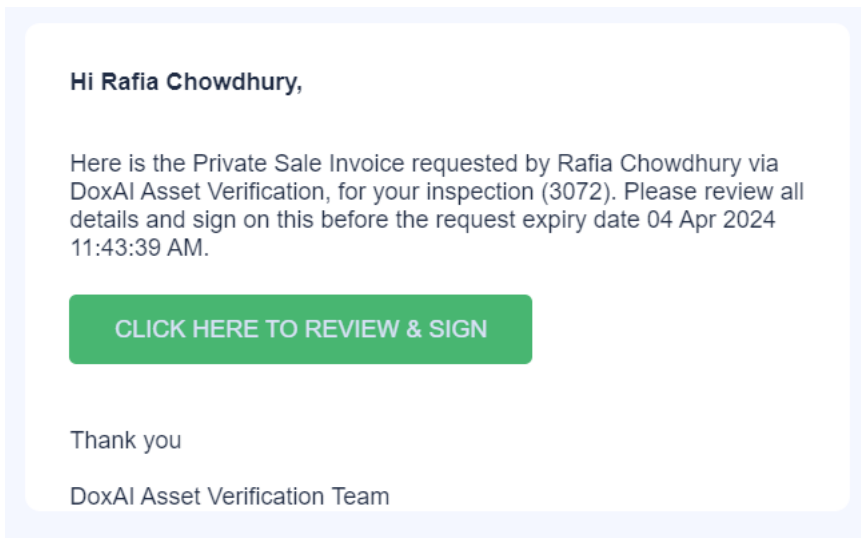 Hi Rafia Chowdhury,
Here is the Private Sale Invoice requested by Rafia Chowdhury via
DoxAI Asset Verification, for your inspection (3072). Please review all
details and sign on this before the request expiry date 04 Apr 2024
11:43:39 AM.
CLICK HERE TO REVIEW & SIGN
Thank you
DoxAI Asset Verification Team